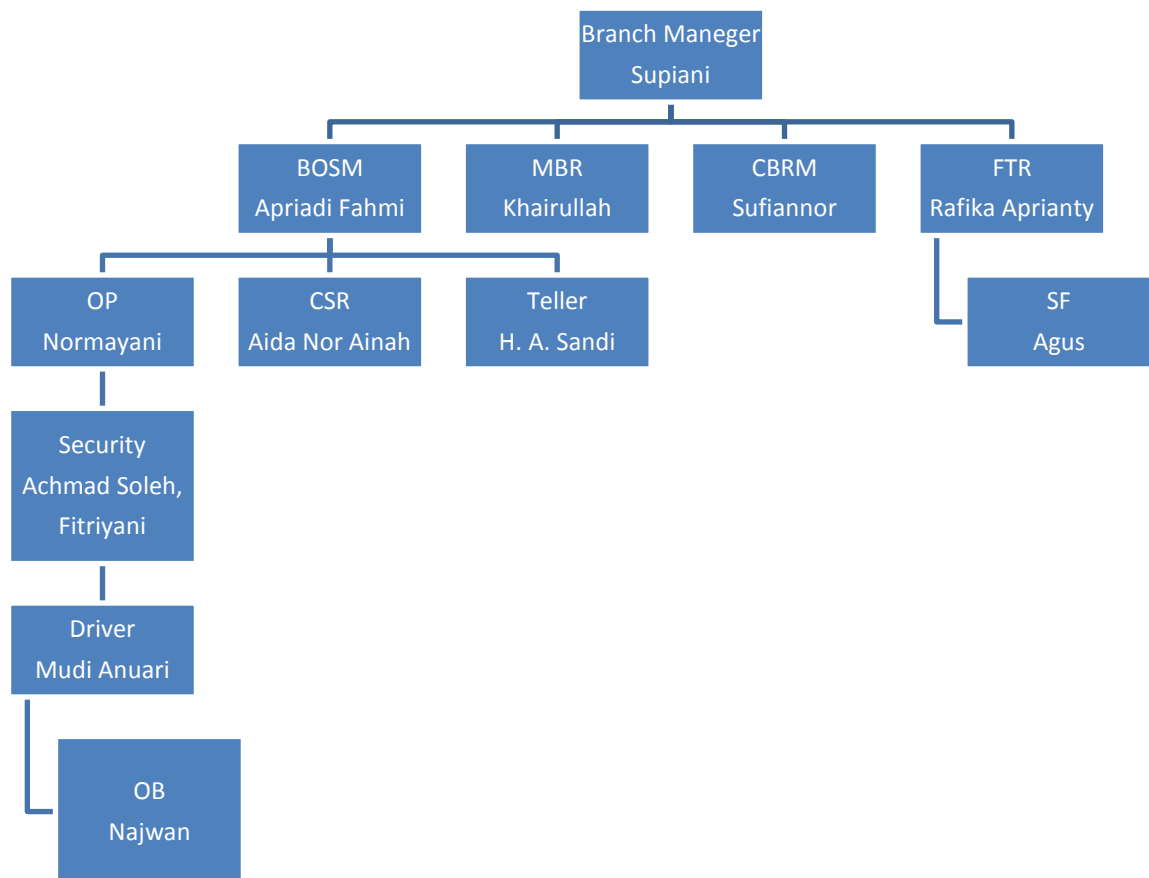 Branch Maneger
Supiani
BOSM
Apriadi Fahmi
MBR
Khairullah
CBRM
Sufiannor
FTR
Rafika Aprianty
OP
Normayani
CSR
Aida Nor Ainah
Teller
H. A. Sandi
SF
Agus
Security
Achmad Soleh,
Fitriyani
Driver
Mudi Anuari
OB
Najwan